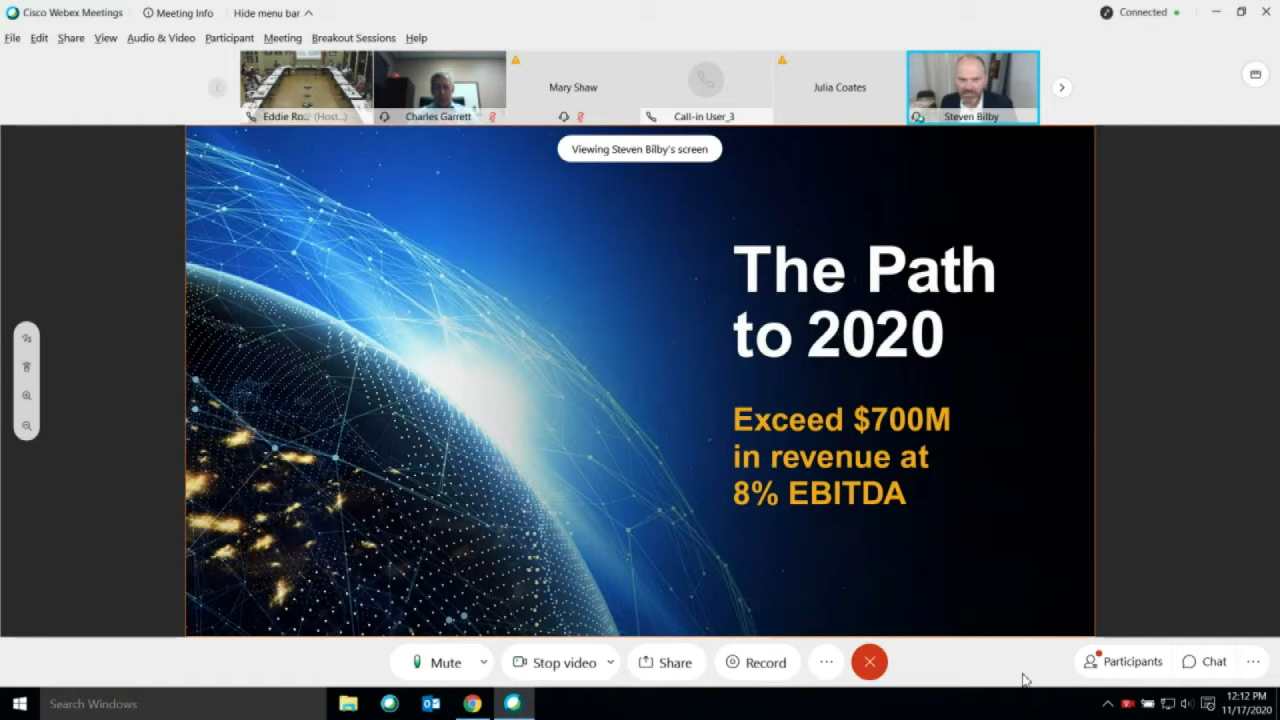 Cisco Webex Meetings
Meeting Info
Hide menu bar
Connected
File Edit Share View Audio & Video Participant Meeting Breakout Sessions Help
Eddie Ro... (Host...)
Charles Garrett
Mary Shaw
Call-in User_3
Julia Coates
Steven Bilby
Viewing Steven Bilby's screen
The Path
to 2020
Exceed $700M
in revenue at
8% EBITDA
Mute
Stop video
Share
Record
Participants
Chat
Search Windows
12:12 PM
11/17/2020